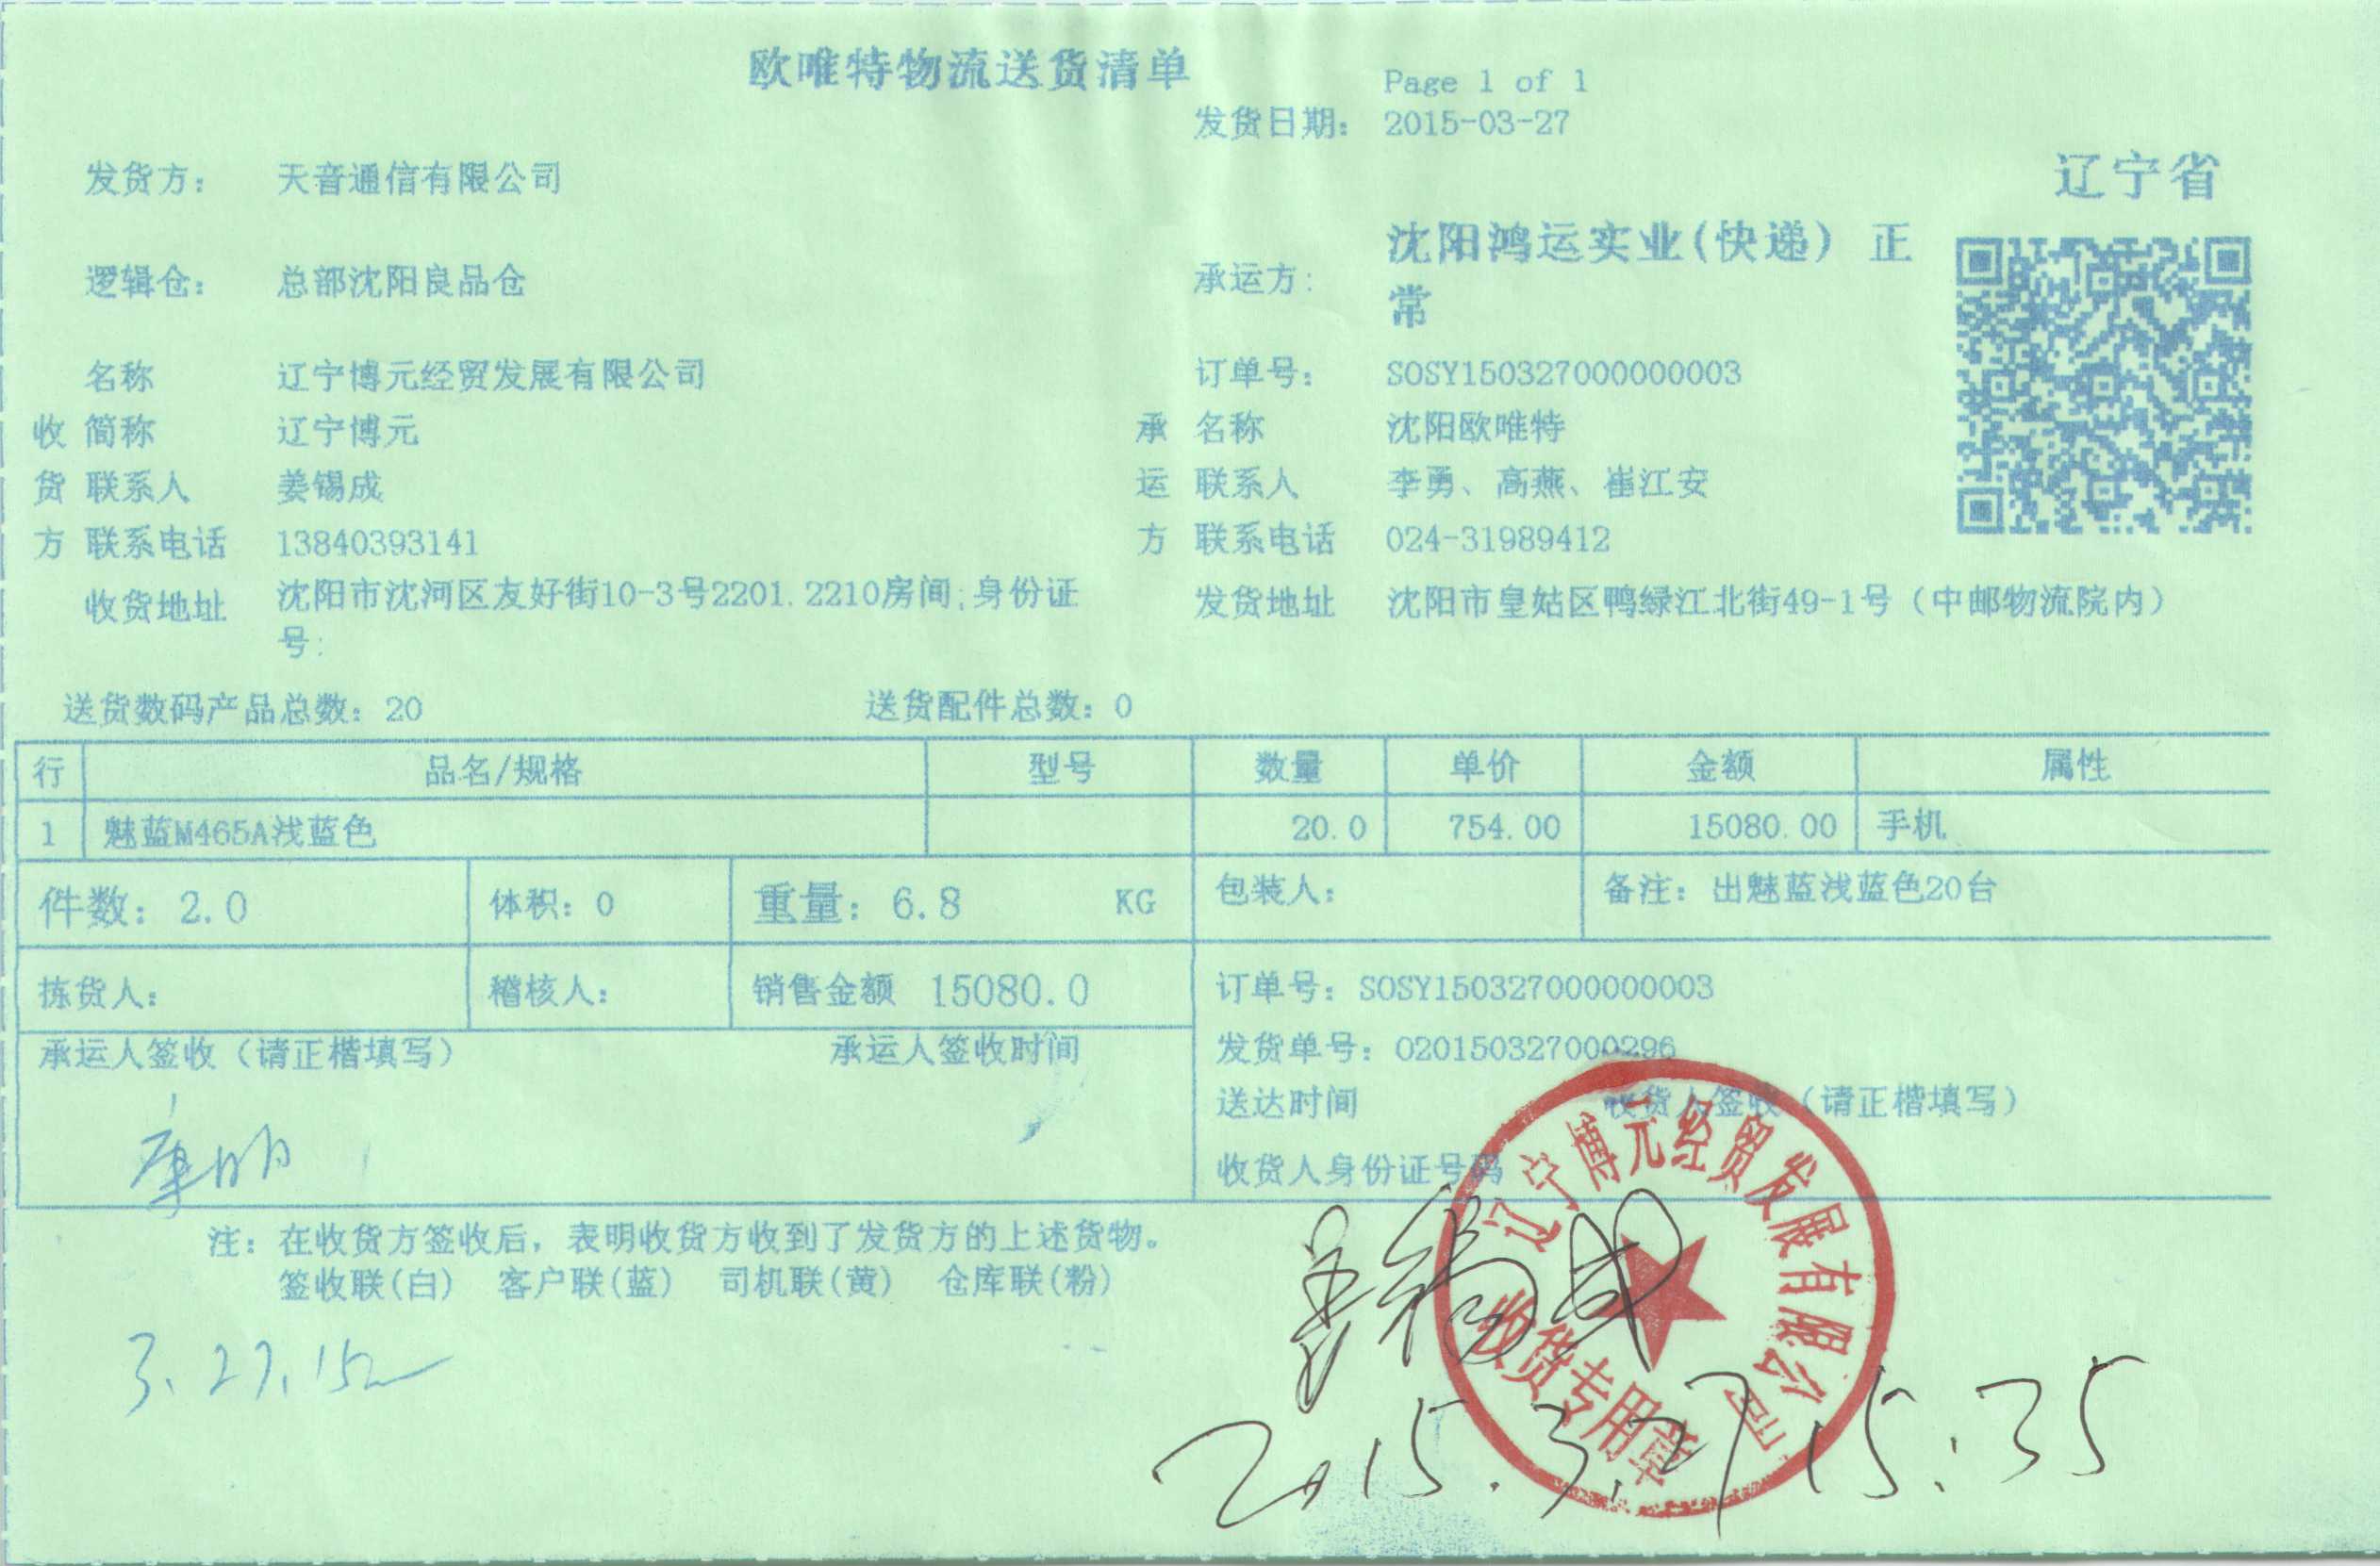 欧唯特物流送货清单
Page 1 of 1
发货日期: 2015-03-27
发货方: 天音通信有限公司
辽宁省
逻辑仓: 总部沈阳良品仓
承运方: 沈阳鸿运实业(快递) 正常
名称 辽宁博元经贸发展有限公司
订单号: SOSY150327000000003
收 简称 辽宁博元
承 名称 沈阳欧唯特
货 联系人 姜锡成
运 联系人 李勇、高燕、崔江安
方 联系电话 13840393141
方 联系电话 024-31989412
收货地址 沈阳市沈河区友好街10-3号2201.2210房间;身份证
号:
发货地址 沈阳市皇姑区鸭绿江北街49-1号（中邮物流院内）
送货数码产品总数: 20 送货配件总数: 0
行 品名/规格 型号 数量 单价 金额 属性
1 魅蓝M465A浅蓝色 20.0 754.00 15080.00 手机
件数: 2.0 体积: 0 重量: 6.8 KG 包装人: 备注: 出魅蓝浅蓝色20台
拣货人: 稽核人: 销售金额 15080.0 订单号: SOSY150327000000003
承运人签收（请正楷填写） 承运人签收时间
发货单号: 020150327000296
送达时间 收货人签收（请正楷填写）
收货人身份证号码
注: 在收货方签收后, 表明收货方收到了发货方的上述货物。
签收联(白) 客户联(蓝) 司机联(黄) 仓库联(粉)
辽宁博元经贸发展有限公司
收货专用章
姜锡成
3.27.15
2015.3.27 15:35